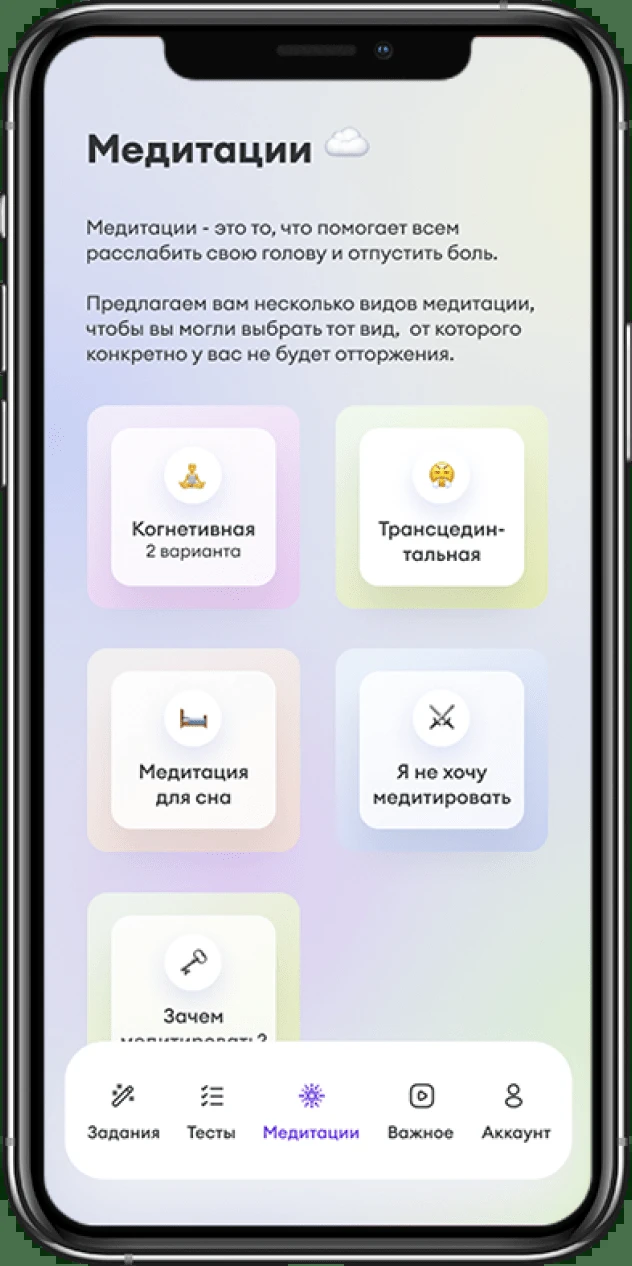 Медитации
Медитации - это то, что помогает всем
расслабить свою голову и отпустить боль.
Предлагаем вам несколько видов медитации,
чтобы вы могли выбрать тот вид, от которого
конкретно у вас не будет отторжения.
Когнетивная
2 варианта
Трансцедин-
тальная
Медитация
для сна
Я не хочу
медитировать
Зачем
медитировать?
Задания
Тесты
Медитации
Важное
Аккаунт